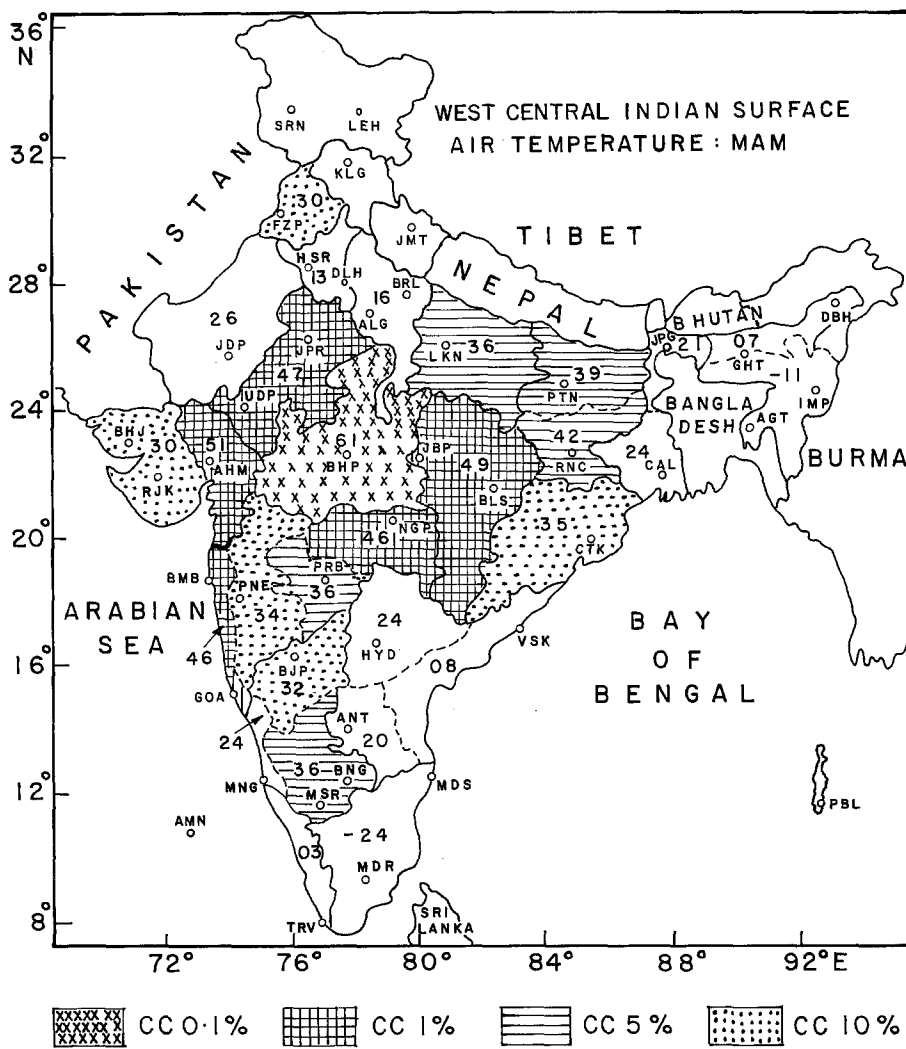 36°
N
WEST CENTRAL INDIAN SURFACE
AIR TEMPERATURE : MAM
SRN
LEH
32°
KLG
PAKISTAN
30
FZP
JMT
TIBET
HSR
13
DLH
NEPAL
28°
BRL
16
26
ALG
BHUTAN
DBH
JDP
JPR
LKN
36
JPG
21
07
GHT
47
39
-11
PTN
24°
UDP
BANGLA
DESH
IMP
BHJ
30
51
61
JBP
42
AGT
AHM
BHP
49
RNC
24
CAL
BURMA
RJK
BLS
20°
46
NGP
35
CTK
BMB
PRB
PNE
36
ARABIAN
SEA
34
24
BAY
OF
BENGAL
VSK
HYD
46
08
16°
BJP
32
GOA
ANT
24
20
36
BNG
12°
MNG
MSR
MDS
PBL
AMN
-24
03
MDR
8°
TRV
SRI
LANKA
72°
76°
80°
84°
88°
92°E
CC 0·1%
CC 1%
CC 5%
CC 10%